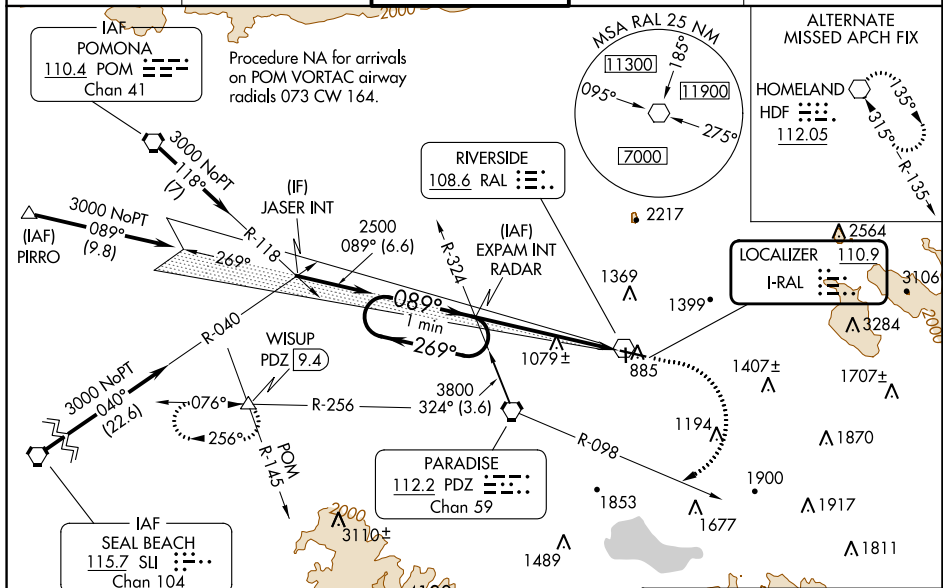 2000
IAF
POMONA
110.4 POM
Chan 41
Procedure NA for arrivals
on POM VORTAC airway
radials 073 CW 164.
MSA RAL 25 NM
11300
185°
11900
095°
275°
7000
ALTERNATE
MISSED APCH FIX
HOMELAND
HDF
112.05
135°
315°
R-135
3000 NoPT
118°
(7)
RIVERSIDE
108.6 RAL
(IF)
JASER INT
3000 NoPT
089°
(9.8)
(IAF)
PIRRO
269°
R-118
2500
089° (6.6)
R-324
(IAF)
EXPAM INT
RADAR
2217
2564
LOCALIZER 110.9
I-RAL
3106
2000
1369
1399
3284
089°
1 min
269°
1079±
885
1407±
1707±
R-040
WISUP
PDZ 9.4
3000 NoPT
040°
(22.6)
076°
256°
R-256
3800
324° (3.6)
POM
R-145
R-098
1194
1870
PARADISE
112.2 PDZ
Chan 59
1900
1853
1917
1677
2000
3110±
1489
1811
IAF
SEAL BEACH
115.7 SLI
Chan 104